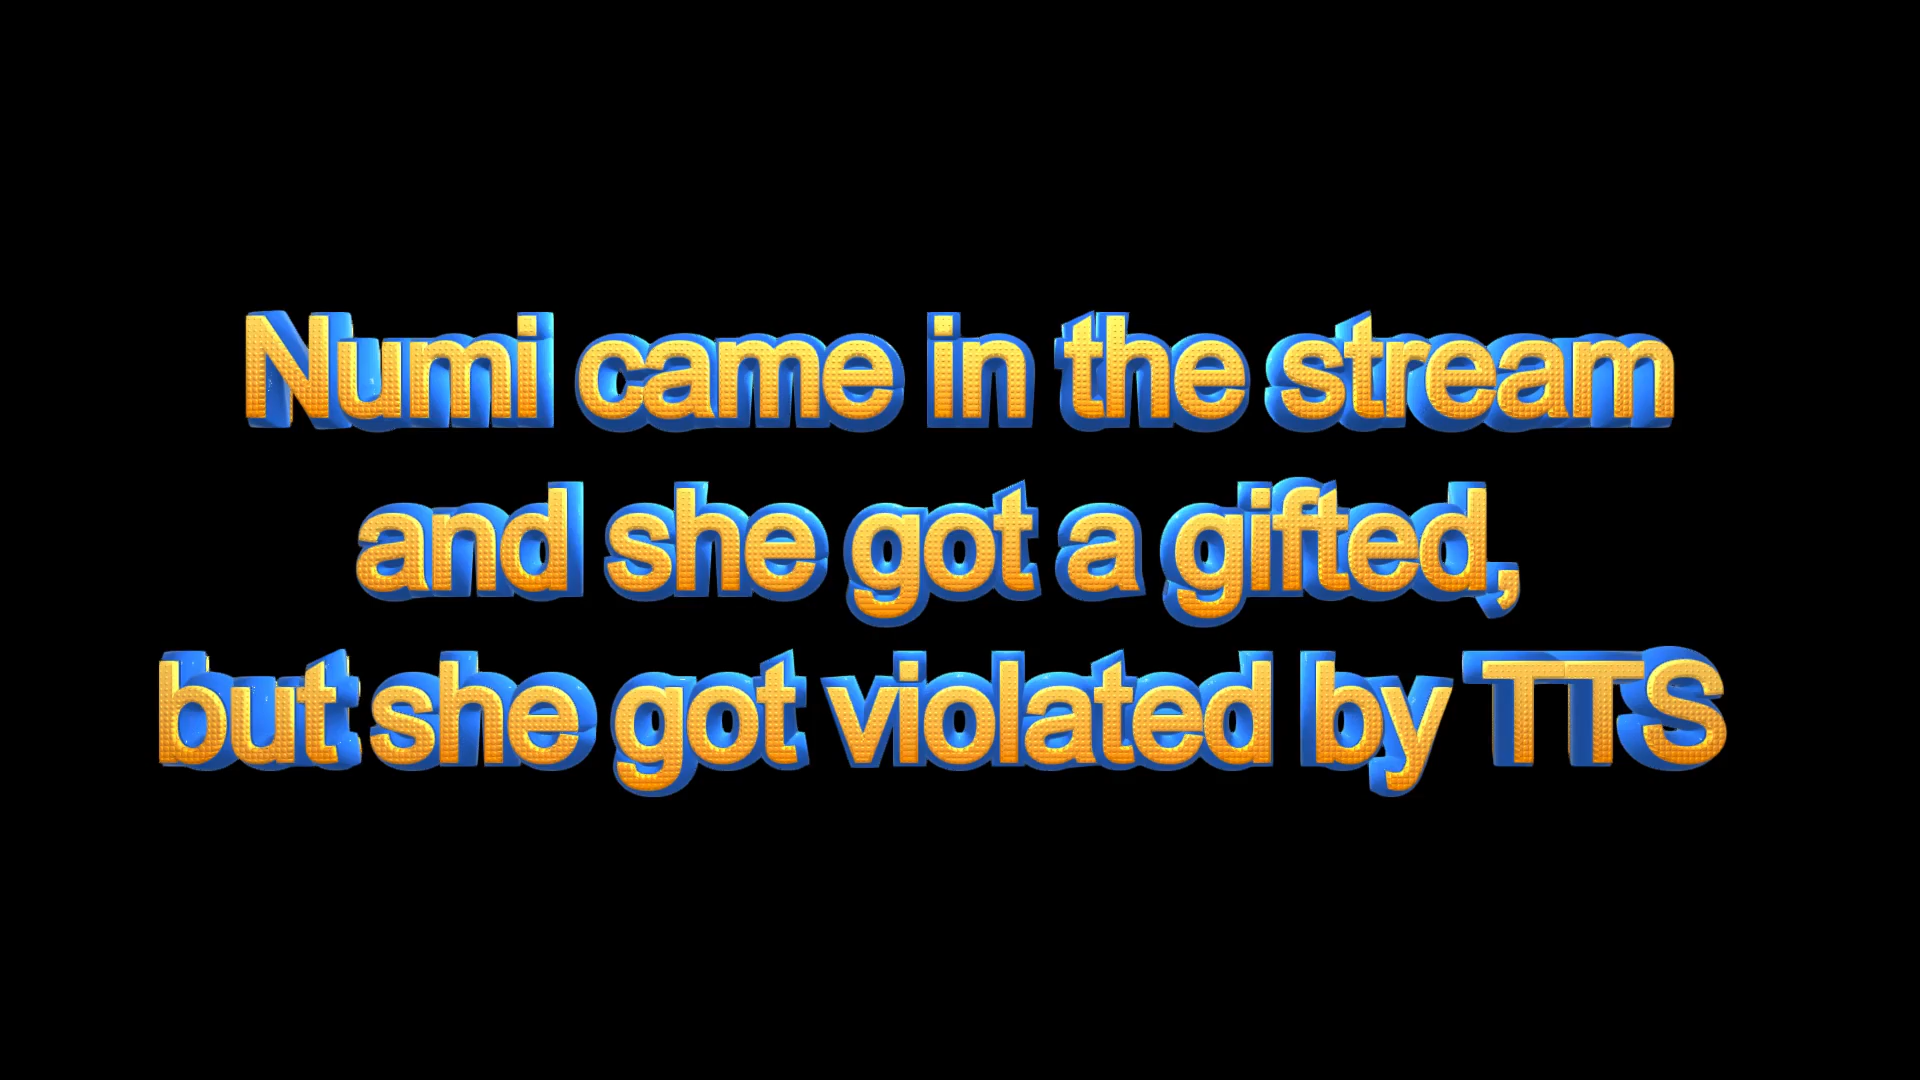 Numi came in the stream
and she got a gifted,
but she got violated by TTS